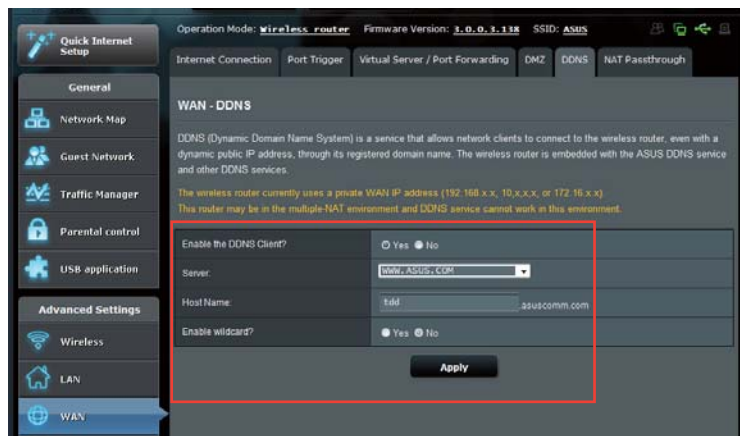 Quick Internet
Setup
Operation Mode: Wireless router Firmware Version: 3.0.0.3.138 SSID: ASUS
Internet Connection Port Trigger Virtual Server / Port Forwarding DMZ DDNS NAT Passthrough
General
Network Map
Guest Network
Traffic Manager
Parental control
USB application
Advanced Settings
Wireless
LAN
WAN
WAN - DDNS
DDNS (Dynamic Domain Name System) is a service that allows network clients to connect to the wireless router, even with a
dynamic public IP address, through its registered domain name. The wireless router is embedded with the ASUS DDNS service
and other DDNS services.
The wireless router currently uses a private WAN IP address (192.168.x.x, 10,x,x,x, or 172.16.x.x)
This router may be in the multiple-NAT environment and DDNS service cannot work in this environment.
Enable the DDNS Client? Yes No
Server: WWW.ASUS.COM
Host Name: .asuscomm.com
Enable wildcard? Yes No
Apply